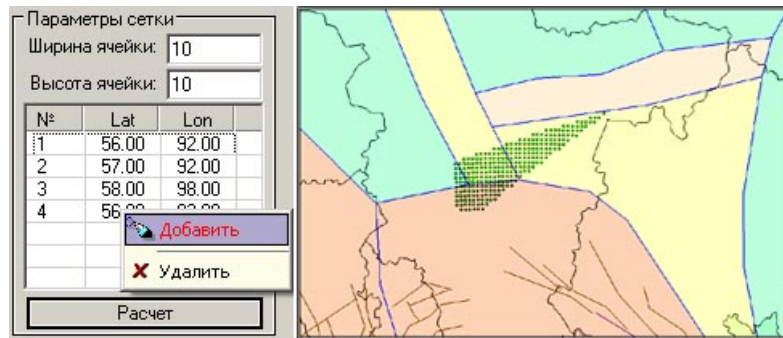 Параметры сетки
Ширина ячейки: 10
Высота ячейки: 10
№ Lat Lon
1 56.00 92.00
2 57.00 92.00
3 58.00 98.00
4
Добавить
Удалить
Расчет